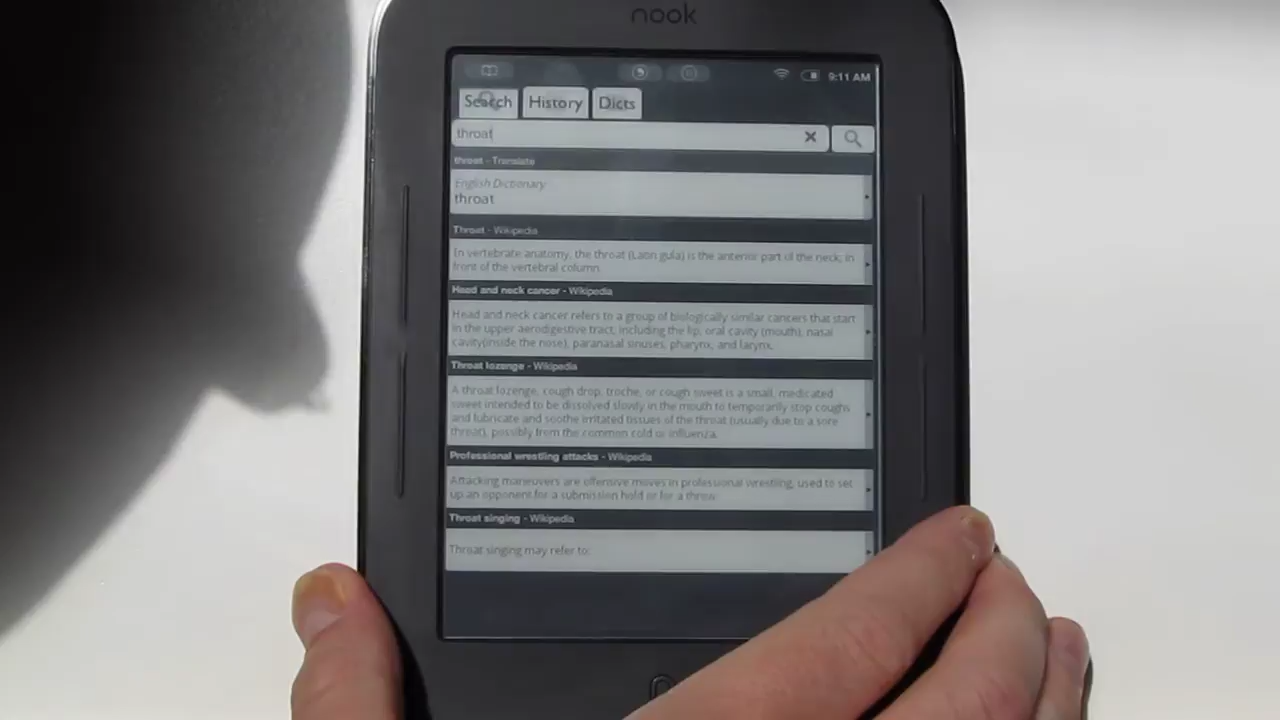 nook
9:11 AM
Search History Dicts
throat
throat - Translate
English Dictionary
throat
Throat - Wikipedia
In vertebrate anatomy, the throat (Latin gula) is the anterior part of the neck, in
front of the vertebral column.
Head and neck cancer - Wikipedia
Head and neck cancer refers to a group of biologically similar cancers that start
in the upper aerodigestive tract, including the lip, oral cavity (mouth), nasal
cavity(inside the nose), paranasal sinuses, pharynx, and larynx.
Throat lozenge - Wikipedia
A throat lozenge, cough drop, troche, or cough sweet is a small, medicated
sweet intended to be dissolved slowly in the mouth to temporarily stop coughs
and lubricate and soothe irritated tissues of the throat (usually due to a sore
throat), possibly from the common cold or influenza.
Professional wrestling attacks - Wikipedia
Attacking maneuvers are offensive moves in professional wrestling, used to set
up an opponent for a submission hold or for a throw.
Throat singing - Wikipedia
Throat singing may refer to: